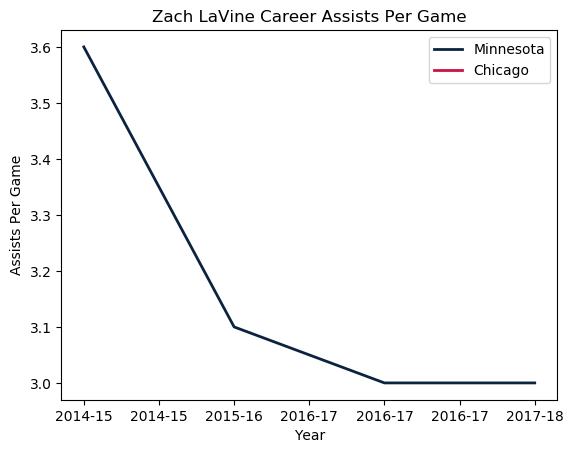 Zach LaVine Career Assists Per Game
Minnesota
Chicago
Assists Per Game
3.6
3.5
3.4
3.3
3.2
3.1
3.0
2014-15 2014-15 2015-16 2016-17 2016-17 2016-17 2017-18
Year